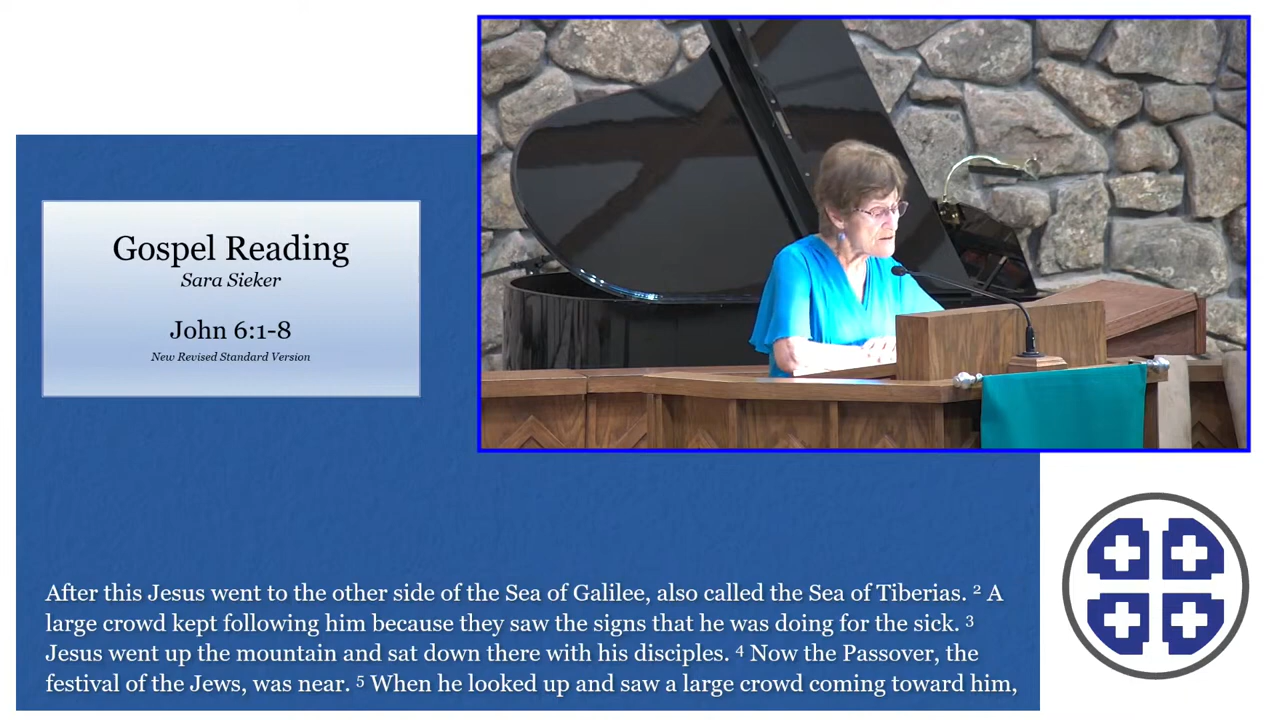 Gospel Reading
Sara Sieker
John 6:1-8
New Revised Standard Version
After this Jesus went to the other side of the Sea of Galilee, also called the Sea of Tiberias. ² A
large crowd kept following him because they saw the signs that he was doing for the sick. ³
Jesus went up the mountain and sat down there with his disciples. ⁴ Now the Passover, the
festival of the Jews, was near. ⁵ When he looked up and saw a large crowd coming toward him,